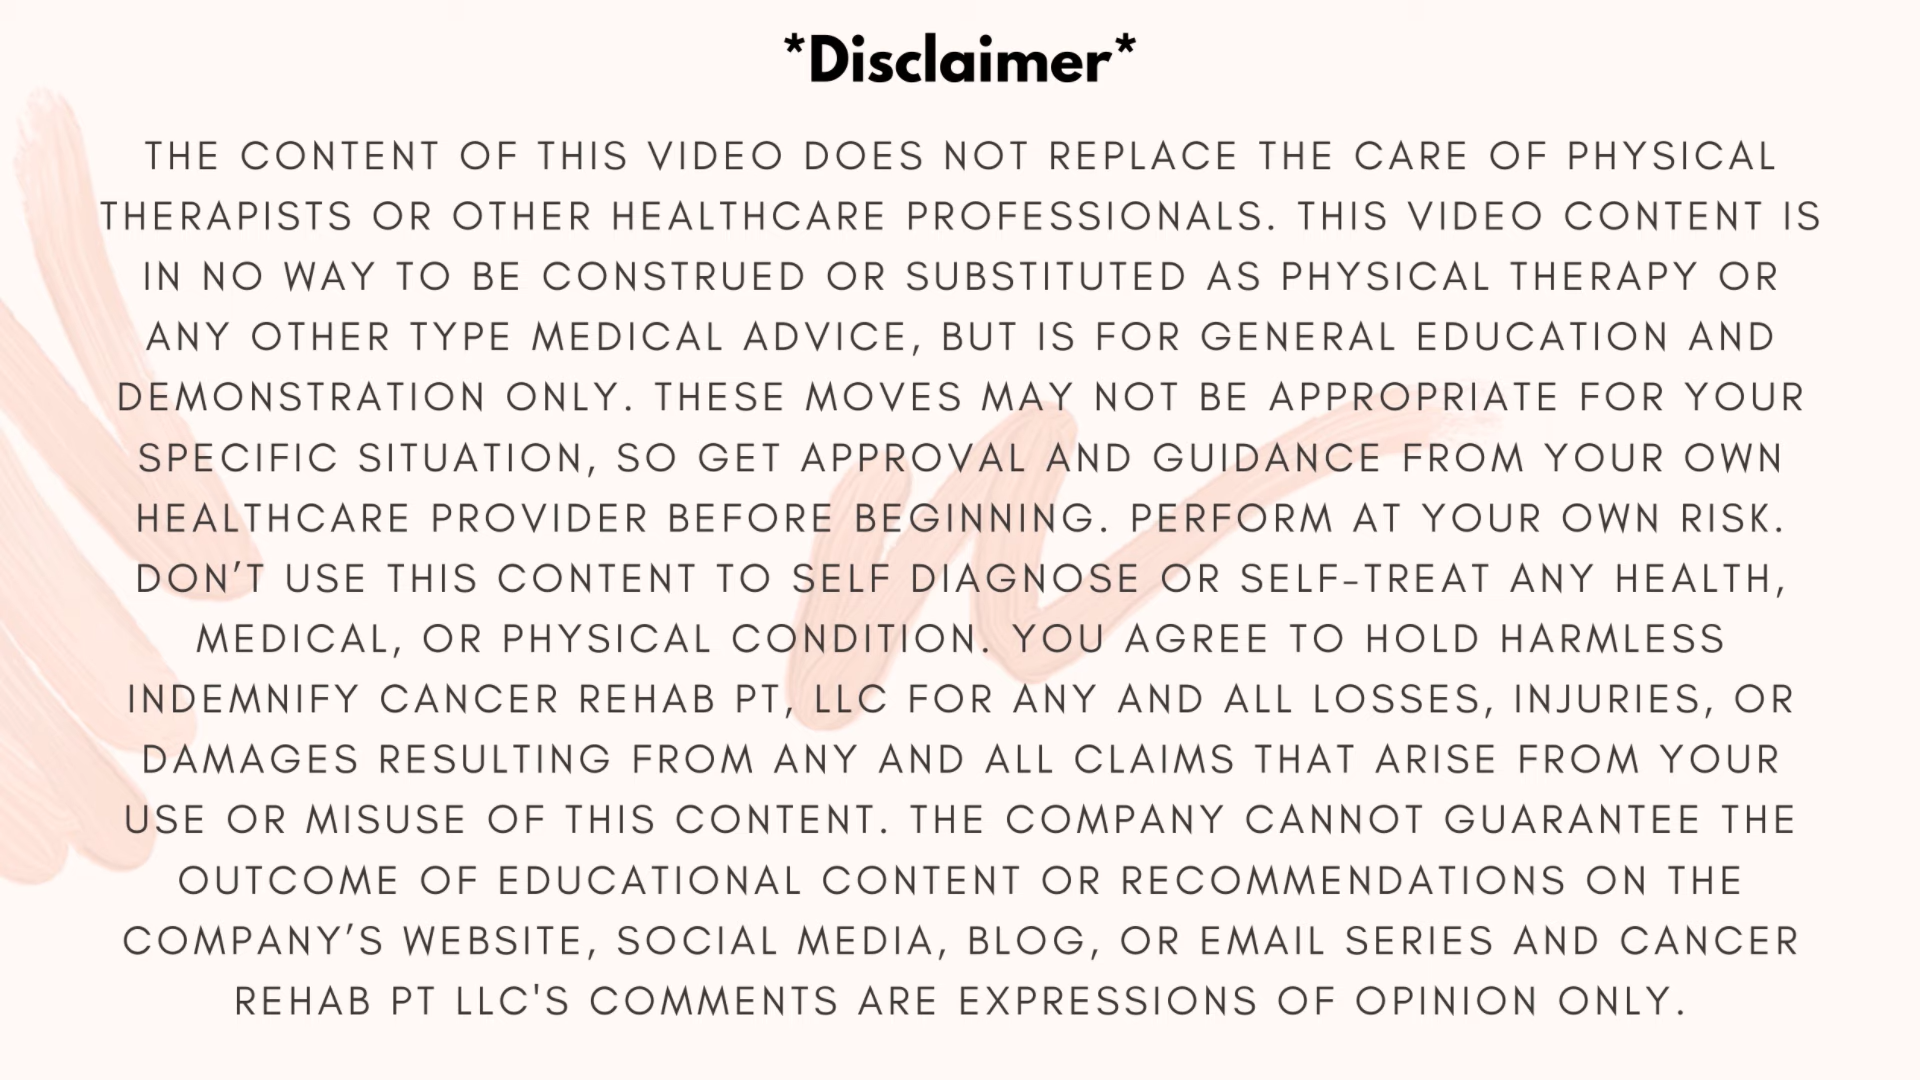 *Disclaimer*
THE CONTENT OF THIS VIDEO DOES NOT REPLACE THE CARE OF PHYSICAL
THERAPISTS OR OTHER HEALTHCARE PROFESSIONALS. THIS VIDEO CONTENT IS
IN NO WAY TO BE CONSTRUED OR SUBSTITUTED AS PHYSICAL THERAPY OR
ANY OTHER TYPE MEDICAL ADVICE, BUT IS FOR GENERAL EDUCATION AND
DEMONSTRATION ONLY. THESE MOVES MAY NOT BE APPROPRIATE FOR YOUR
SPECIFIC SITUATION, SO GET APPROVAL AND GUIDANCE FROM YOUR OWN
HEALTHCARE PROVIDER BEFORE BEGINNING. PERFORM AT YOUR OWN RISK.
DON’T USE THIS CONTENT TO SELF DIAGNOSE OR SELF-TREAT ANY HEALTH,
MEDICAL, OR PHYSICAL CONDITION. YOU AGREE TO HOLD HARMLESS
INDEMNIFY CANCER REHAB PT, LLC FOR ANY AND ALL LOSSES, INJURIES, OR
DAMAGES RESULTING FROM ANY AND ALL CLAIMS THAT ARISE FROM YOUR
USE OR MISUSE OF THIS CONTENT. THE COMPANY CANNOT GUARANTEE THE
OUTCOME OF EDUCATIONAL CONTENT OR RECOMMENDATIONS ON THE
COMPANY’S WEBSITE, SOCIAL MEDIA, BLOG, OR EMAIL SERIES AND CANCER
REHAB PT LLC'S COMMENTS ARE EXPRESSIONS OF OPINION ONLY.